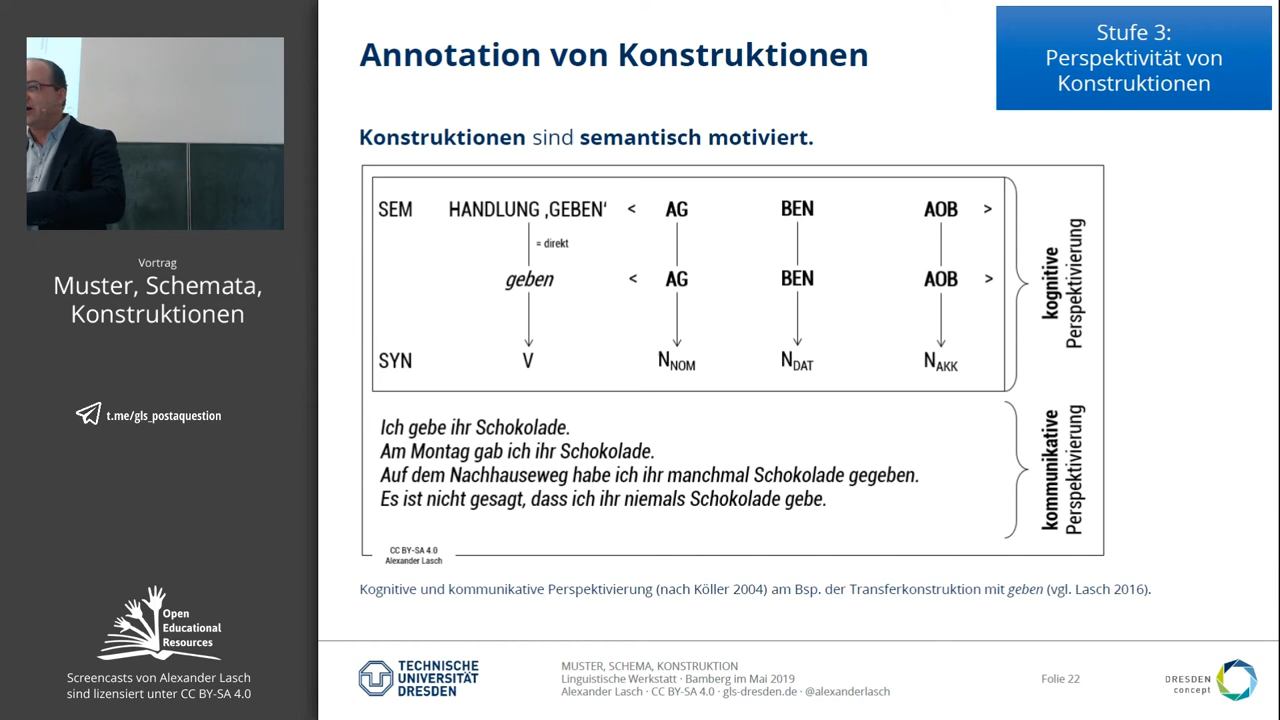 Annotation von Konstruktionen
Stufe 3:
Perspektivität von
Konstruktionen
Konstruktionen sind semantisch motiviert.
SEM HANDLUNG ‚GEBEN‘ < AG BEN AOB >
= direkt
geben < AG BEN AOB >
SYN V NNOM NDAT NAKK
kognitive
Perspektivierung
Ich gebe ihr Schokolade.
Am Montag gab ich ihr Schokolade.
Auf dem Nachhauseweg habe ich ihr manchmal Schokolade gegeben.
Es ist nicht gesagt, dass ich ihr niemals Schokolade gebe.
kommunikative
Perspektivierung
CC BY-SA 4.0
Alexander Lasch
Kognitive und kommunikative Perspektivierung (nach Köller 2004) am Bsp. der Transferkonstruktion mit geben (vgl. Lasch 2016).
Vortrag
Muster, Schemata,
Konstruktionen
t.me/gls_postaquestion
Open
Educational
Resources
Screencasts von Alexander Lasch
sind lizensiert unter CC BY-SA 4.0
TECHNISCHE
UNIVERSITÄT
DRESDEN
MUSTER, SCHEMA, KONSTRUKTION
Linguistische Werkstatt · Bamberg im Mai 2019
Alexander Lasch · CC BY-SA 4.0 · gls-dresden.de · @alexanderlasch
Folie 22
DRESDEN
concept